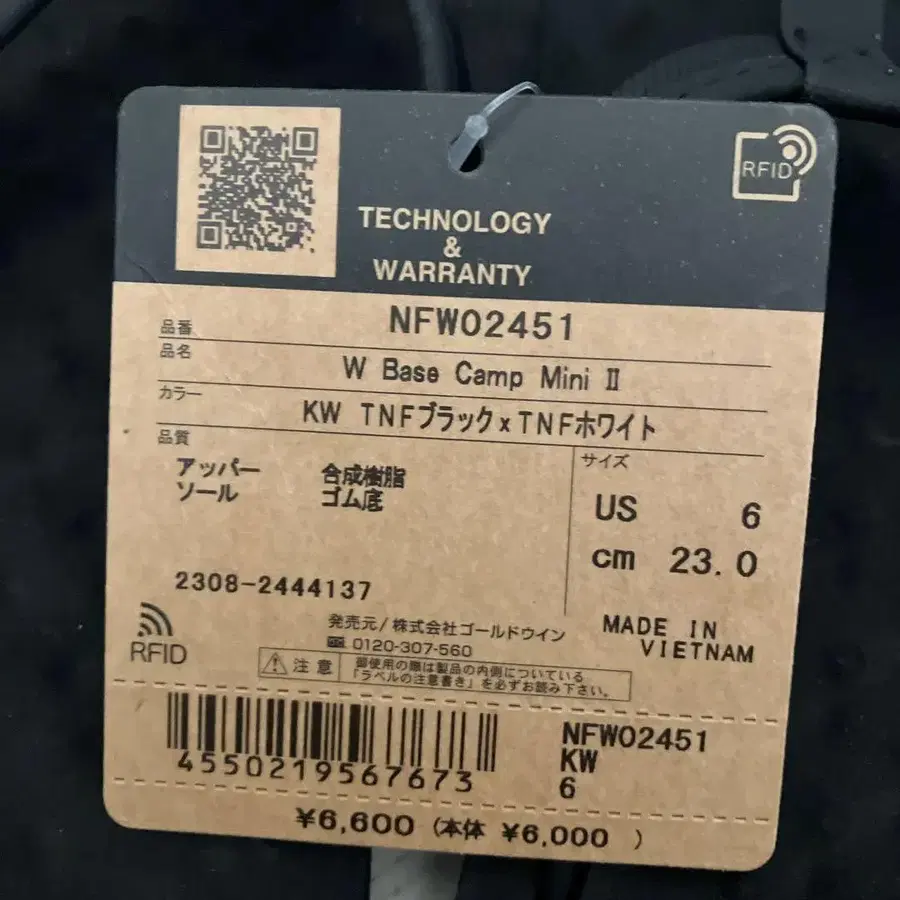 RFID
TECHNOLOGY
&
WARRANTY
品番 NFW02451
品名 W Base Camp Mini Ⅱ
カラー KW TNFブラック x TNFホワイト
品質
アッパー 合成樹脂
ソール ゴム底
サイズ
US 6
cm 23.0
2308-2444137
MADE IN
VIETNAM
RFID
発売元/株式会社ゴールドウイン
0120-307-560
注意
御使用の際は製品の内側についている
「ラベルの注意書き」を必ずお読み下さい。
4550219567673
NFW02451
KW
6
¥6,600 (本体 ¥6,000 )